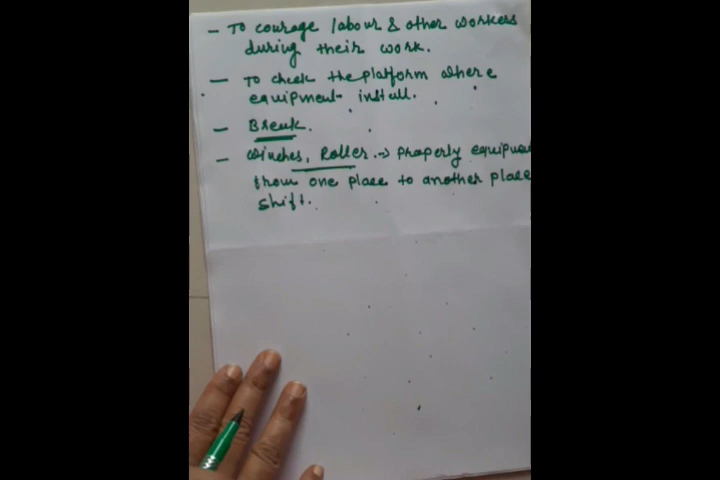 - To courage labour & other workers
during their work.
- To check the platform where
equipment install.
- Break.
- Winches, Roller. -> Properly equipmen
from one place to another place
shift.